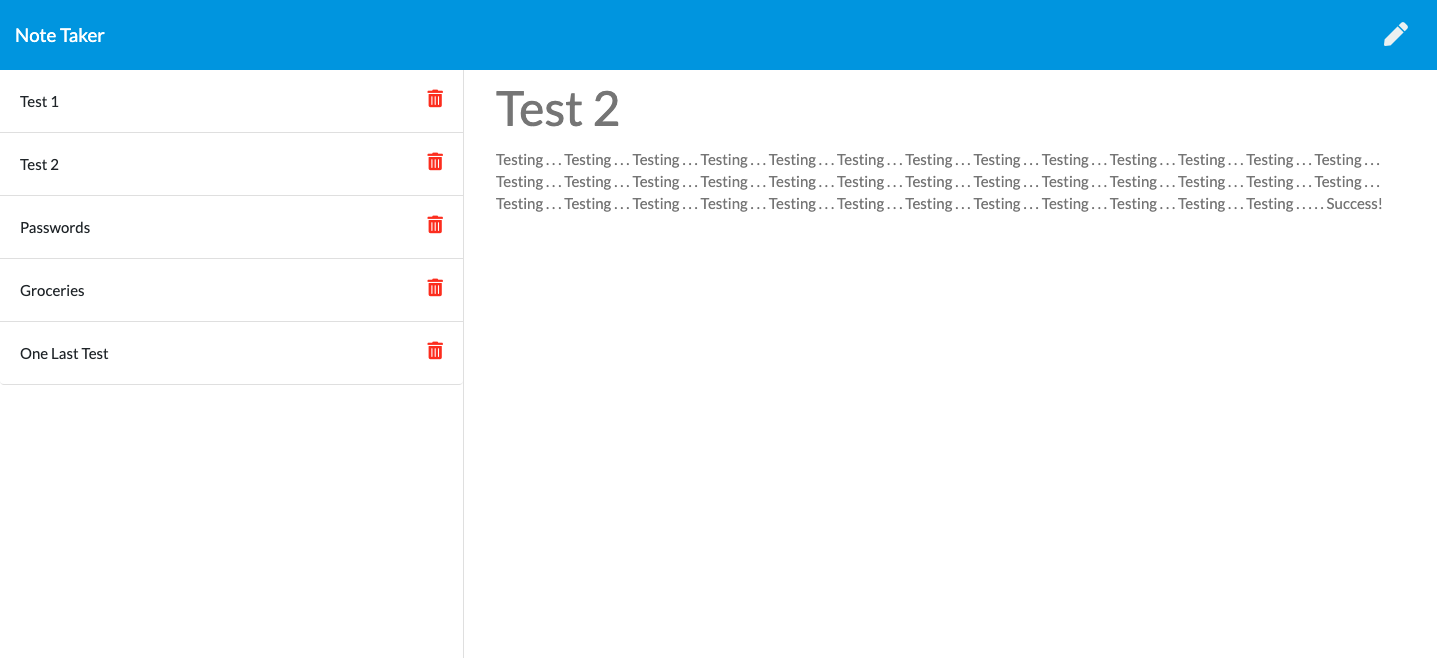 Note Taker
Test 1
Test 2
Passwords
Groceries
One Last Test
Test 2
Testing . . . Testing . . . Testing . . . Testing . . . Testing . . . Testing . . . Testing . . . Testing . . . Testing . . . Testing . . . Testing . . . Testing . . . Testing . . .
Testing . . . Testing . . . Testing . . . Testing . . . Testing . . . Testing . . . Testing . . . Testing . . . Testing . . . Testing . . . Testing . . . Testing . . . Testing . . .
Testing . . . Testing . . . Testing . . . Testing . . . Testing . . . Testing . . . Testing . . . Testing . . . Testing . . . Testing . . . Testing . . . Testing . . . . . Success!